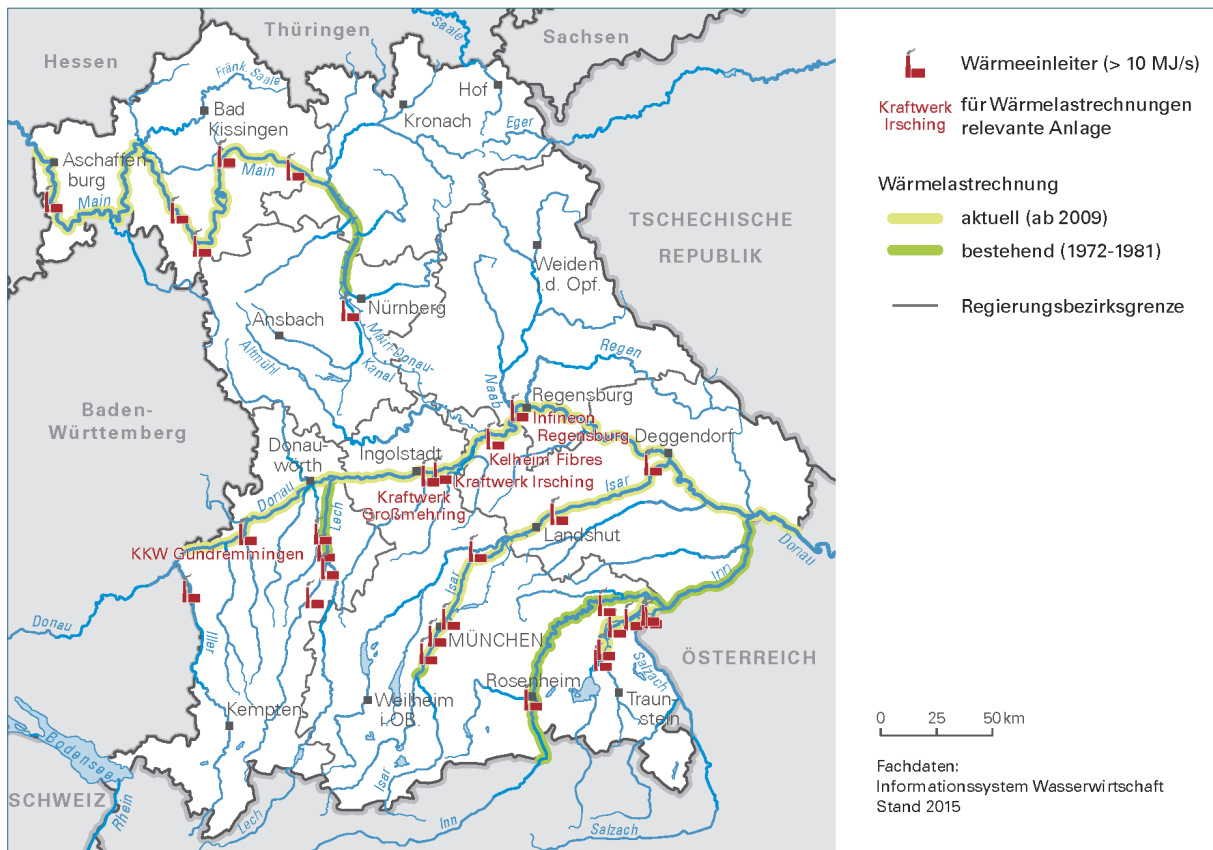 Thüringen
Saale
Sachsen
Hessen
Fränk. Saale
Hof
Bad
Kissingen
Kronach
Eger
Aschaffen-
burg
Main
Main
TSCHECHISCHE
REPUBLIK
Weiden
i.d. Opf.
Nürnberg
Ansbach
Main-Donau-
Kanal
Altmühl
Regen
Naab
Baden-
Württemberg
Regensburg
Infineon
Regensburg
Deggendorf
Donau-
wörth
Ingolstadt
Kelheim Fibres
Kraftwerk Irsching
Kraftwerk
Großmehring
Isar
Donau
Lech
Landshut
KKW Gundremmingen
Donau
Inn
Isar
Donau
Iller
MÜNCHEN
ÖSTERREICH
Salzach
Rosenheim
Traun-
stein
Weilheim
i.OB.
Kempten
Bodensee
SCHWEIZ
Rhein
Lech
Isar
Inn
Salzach
Wärmeeinleiter (> 10 MJ/s)
Kraftwerk
Irsching
für Wärmelastrechnungen
relevante Anlage
Wärmelastrechnung
aktuell (ab 2009)
bestehend (1972-1981)
Regierungsbezirksgrenze
0 25 50 km
Fachdaten:
Informationssystem Wasserwirtschaft
Stand 2015